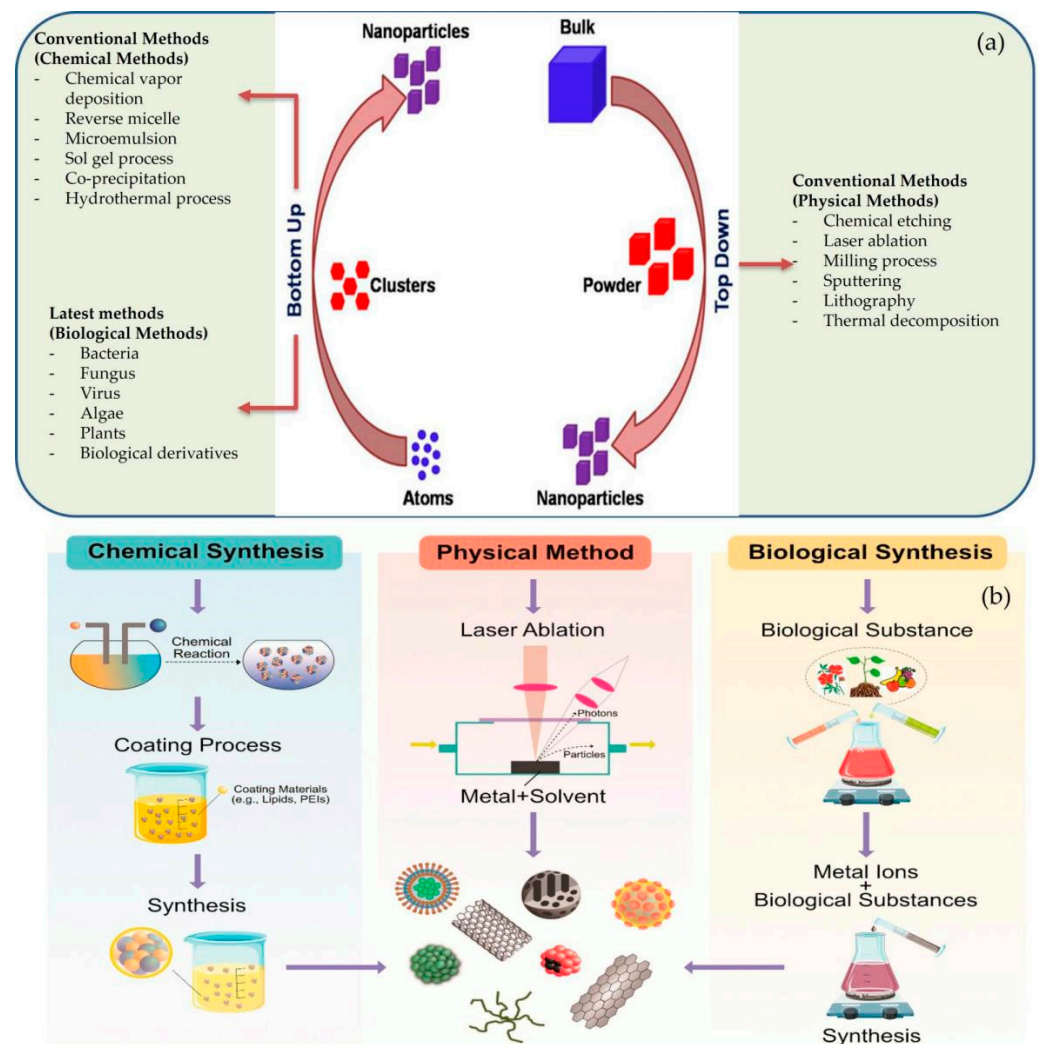 (a)
Conventional Methods
(Chemical Methods)
- Chemical vapor
deposition
- Reverse micelle
- Microemulsion
- Sol gel process
- Co-precipitation
- Hydrothermal process
Latest methods
(Biological Methods)
- Bacteria
- Fungus
- Virus
- Algae
- Plants
- Biological derivatives
Bottom Up
Nanoparticles
Clusters
Atoms
Bulk
Powder
Nanoparticles
Top Down
Conventional Methods
(Physical Methods)
- Chemical etching
- Laser ablation
- Milling process
- Sputtering
- Lithography
- Thermal decomposition
(b)
Chemical Synthesis
Chemical
Reaction
Coating Process
Coating Materials
(e.g., Lipids, PEIs)
Synthesis
Physical Method
Laser Ablation
Photons
Particles
Metal+Solvent
Biological Synthesis
Biological Substance
Metal Ions
+
Biological Substances
Synthesis